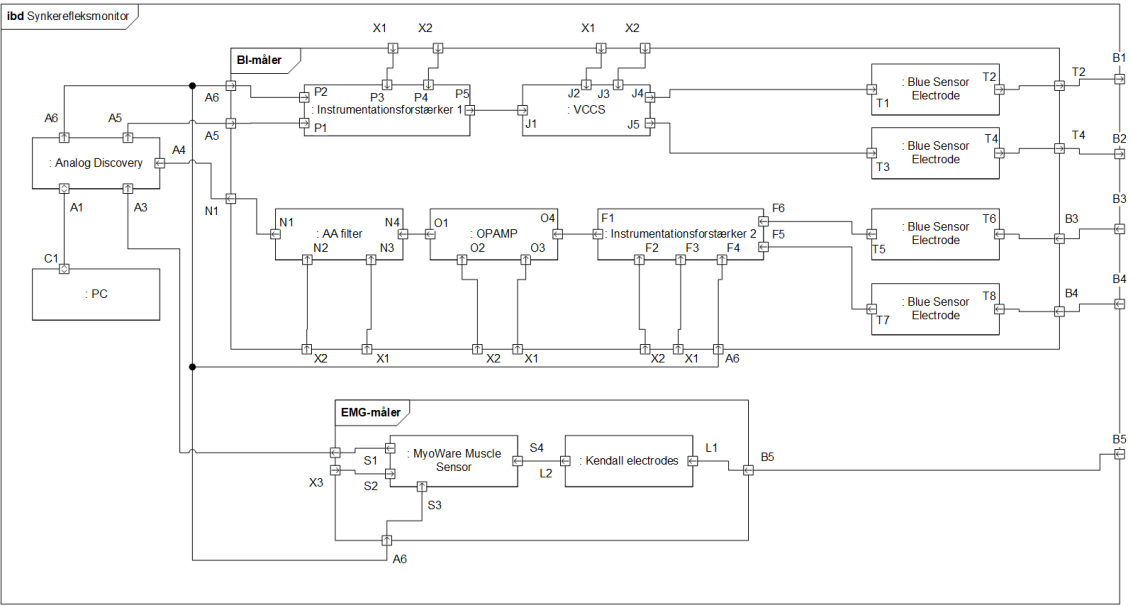 ibd Synkerefleksmonitor
X1
X2
X1
X2
BI-måler
B1
T2
A6
P2
P3
P4
P5
: Instrumentationsforstærker 1
P1
J2
J3
J4
: VCCS
J1
J5
: Blue Sensor
Electrode
T2
T1
A6
A5
A5
: Blue Sensor
Electrode
T4
T3
T4
B2
A4
: Analog Discovery
A1
A3
N1
N1
N4
: AA filter
N2
N3
O1
O4
: OPAMP
O2
O3
F1
: Instrumentationsforstærker 2
F2
F3
F4
F6
F5
: Blue Sensor
Electrode
T6
T5
B3
B3
C1
: PC
: Blue Sensor
Electrode
T8
T7
B4
B4
X2
X1
X2
X1
X2
X1
A6
EMG-måler
: MyoWare Muscle
Sensor
S1
S2
S3
S4
L2
: Kendall electrodes
L1
B5
B5
X3
A6